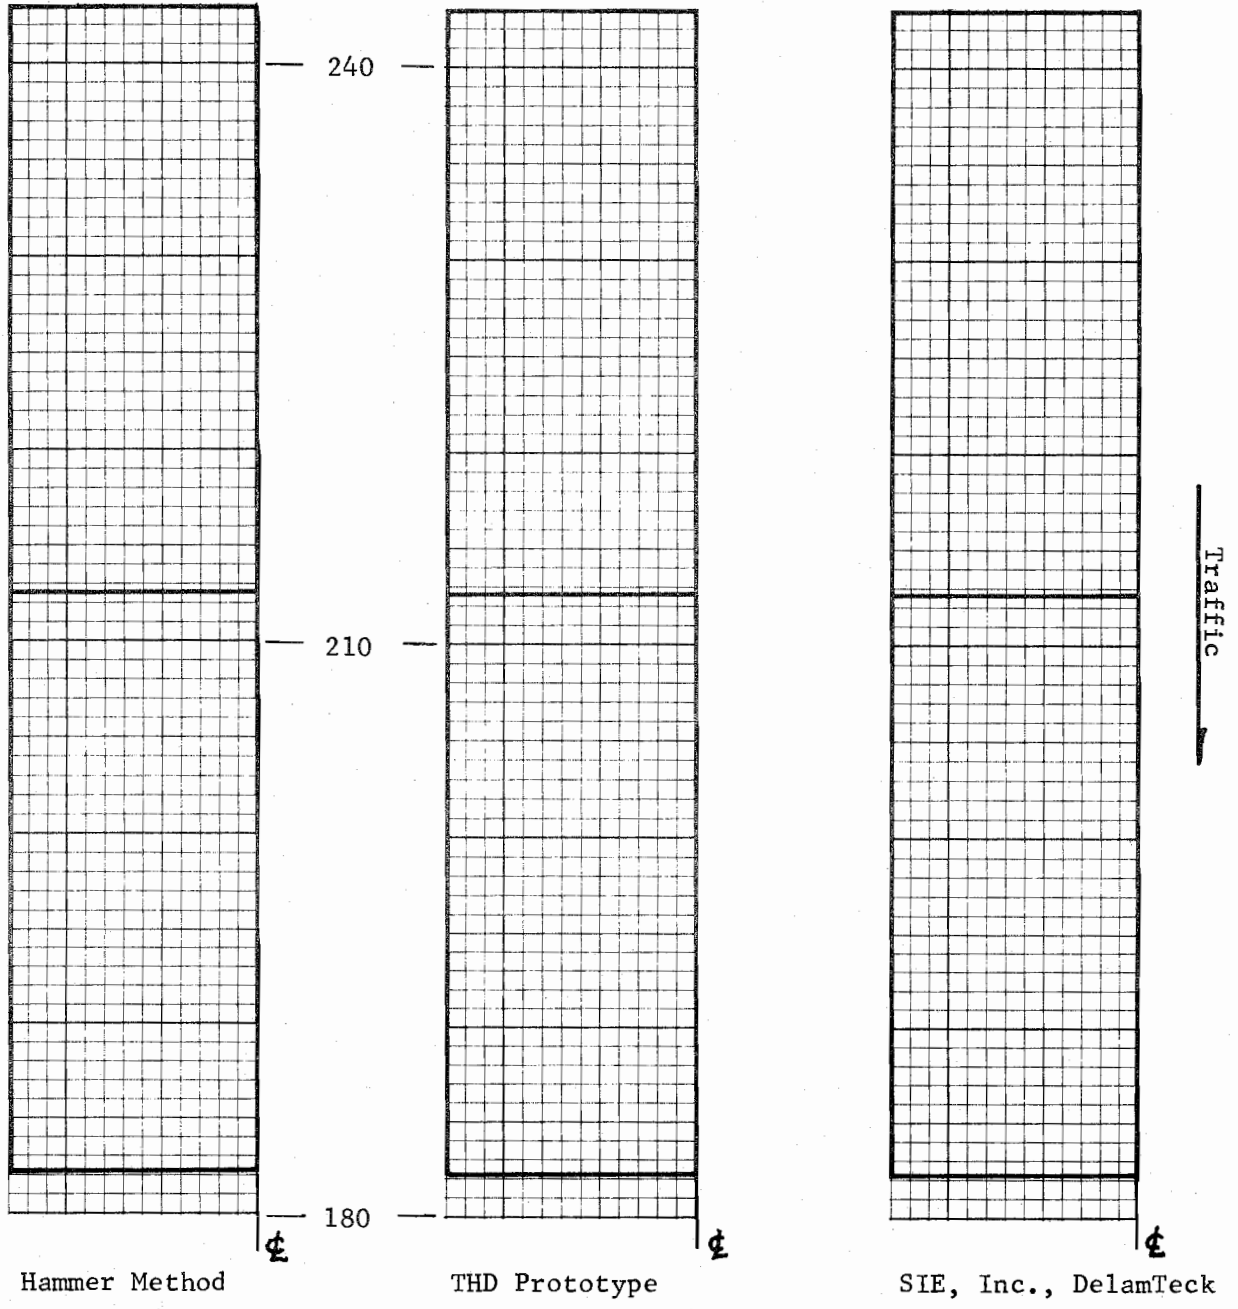 240
Traffic
210
180
℄
℄
℄
Hammer Method
THD Prototype
SIE, Inc., DelamTeck